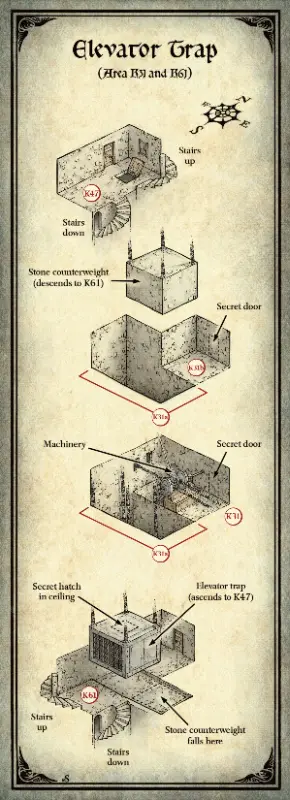 Elevator Trap
(Area K31 and K61)
N
E
W
S
Stairs
up
K47
Stairs
down
Stone counterweight
(descends to K61)
Secret door
K31b
K31a
Machinery
Secret door
K31
K31a
Secret hatch
in ceiling
Elevator trap
(ascends to K47)
K61
Stairs
up
Stone counterweight
falls here
Stairs
down